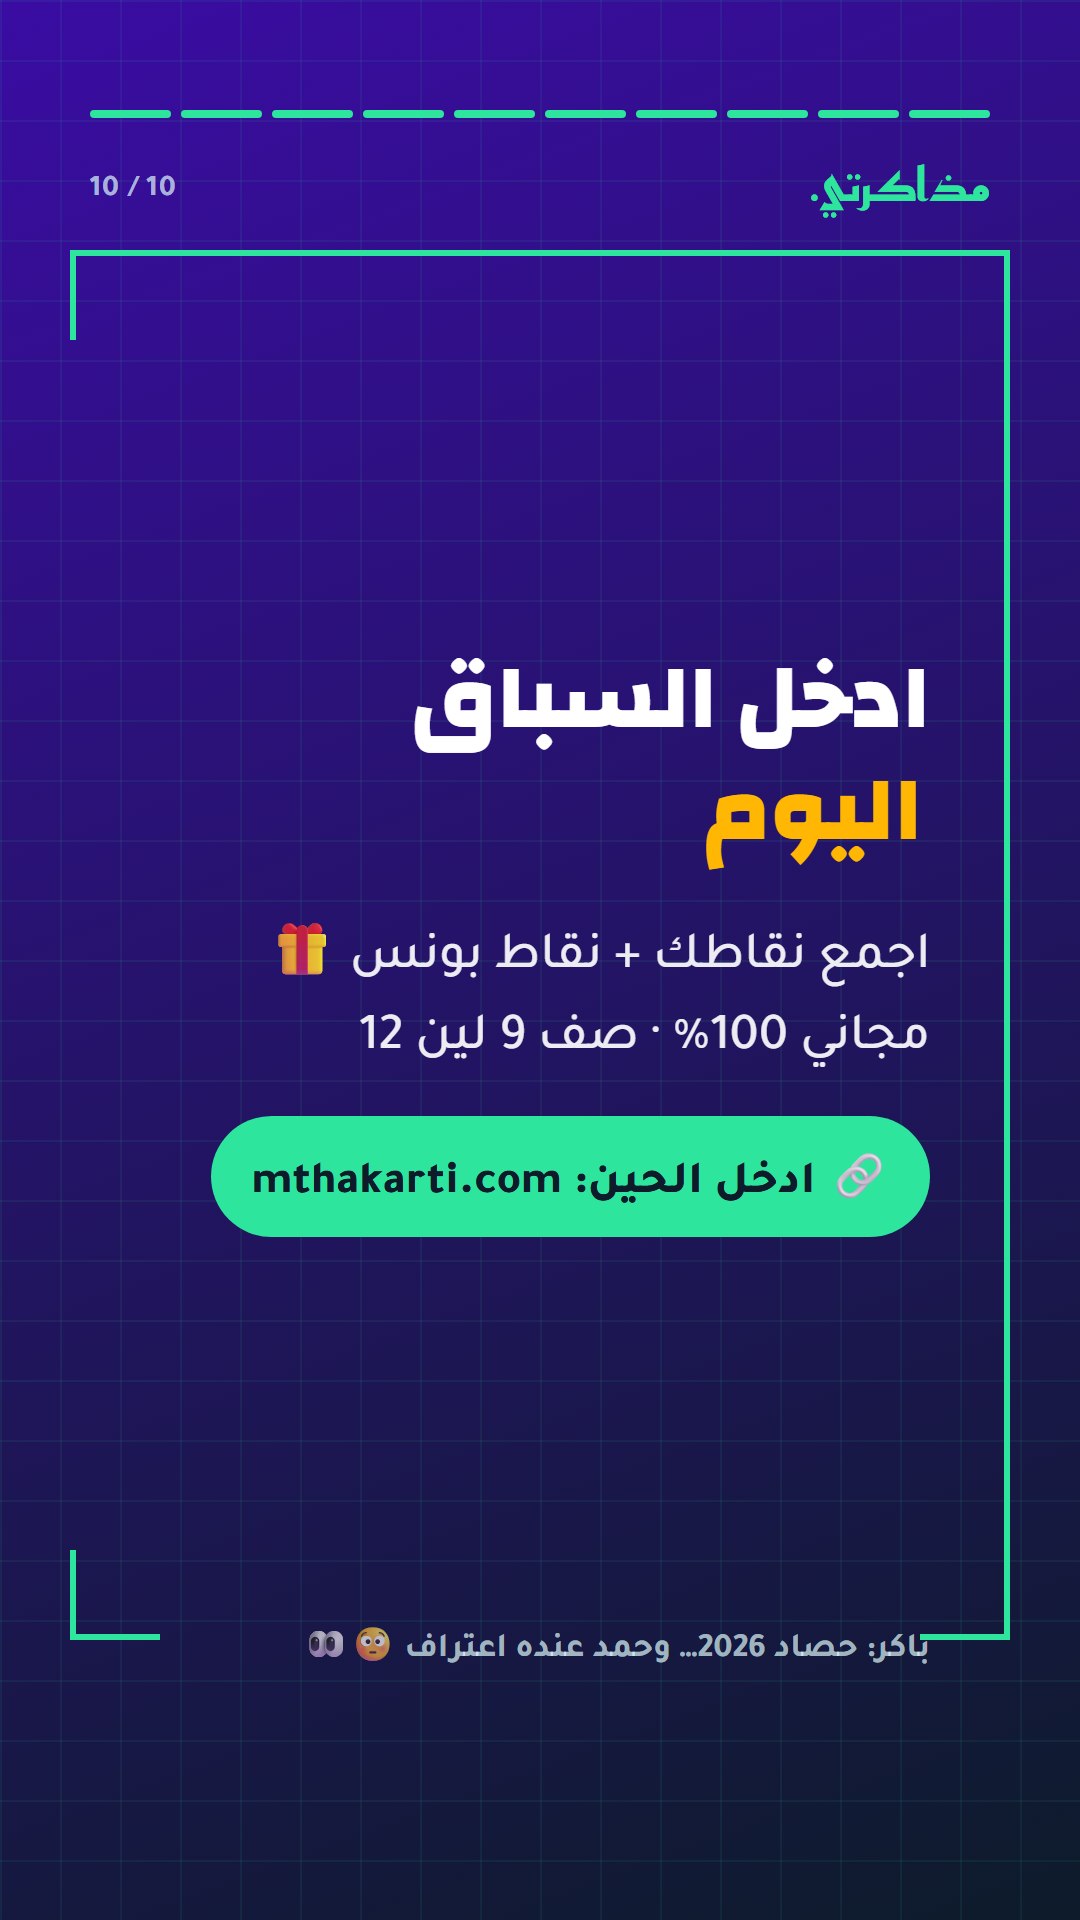 مذاكرتي.
10 / 10
ادخل السباق
اليوم
اجمع نقاطك + نقاط بونس 🎁
مجاني 100% · صف 9 لين 12
🔗 ادخل الحين: mthakarti.com
باكر: حصاد 2026... وحمد عنده اعتراف 😳 👀